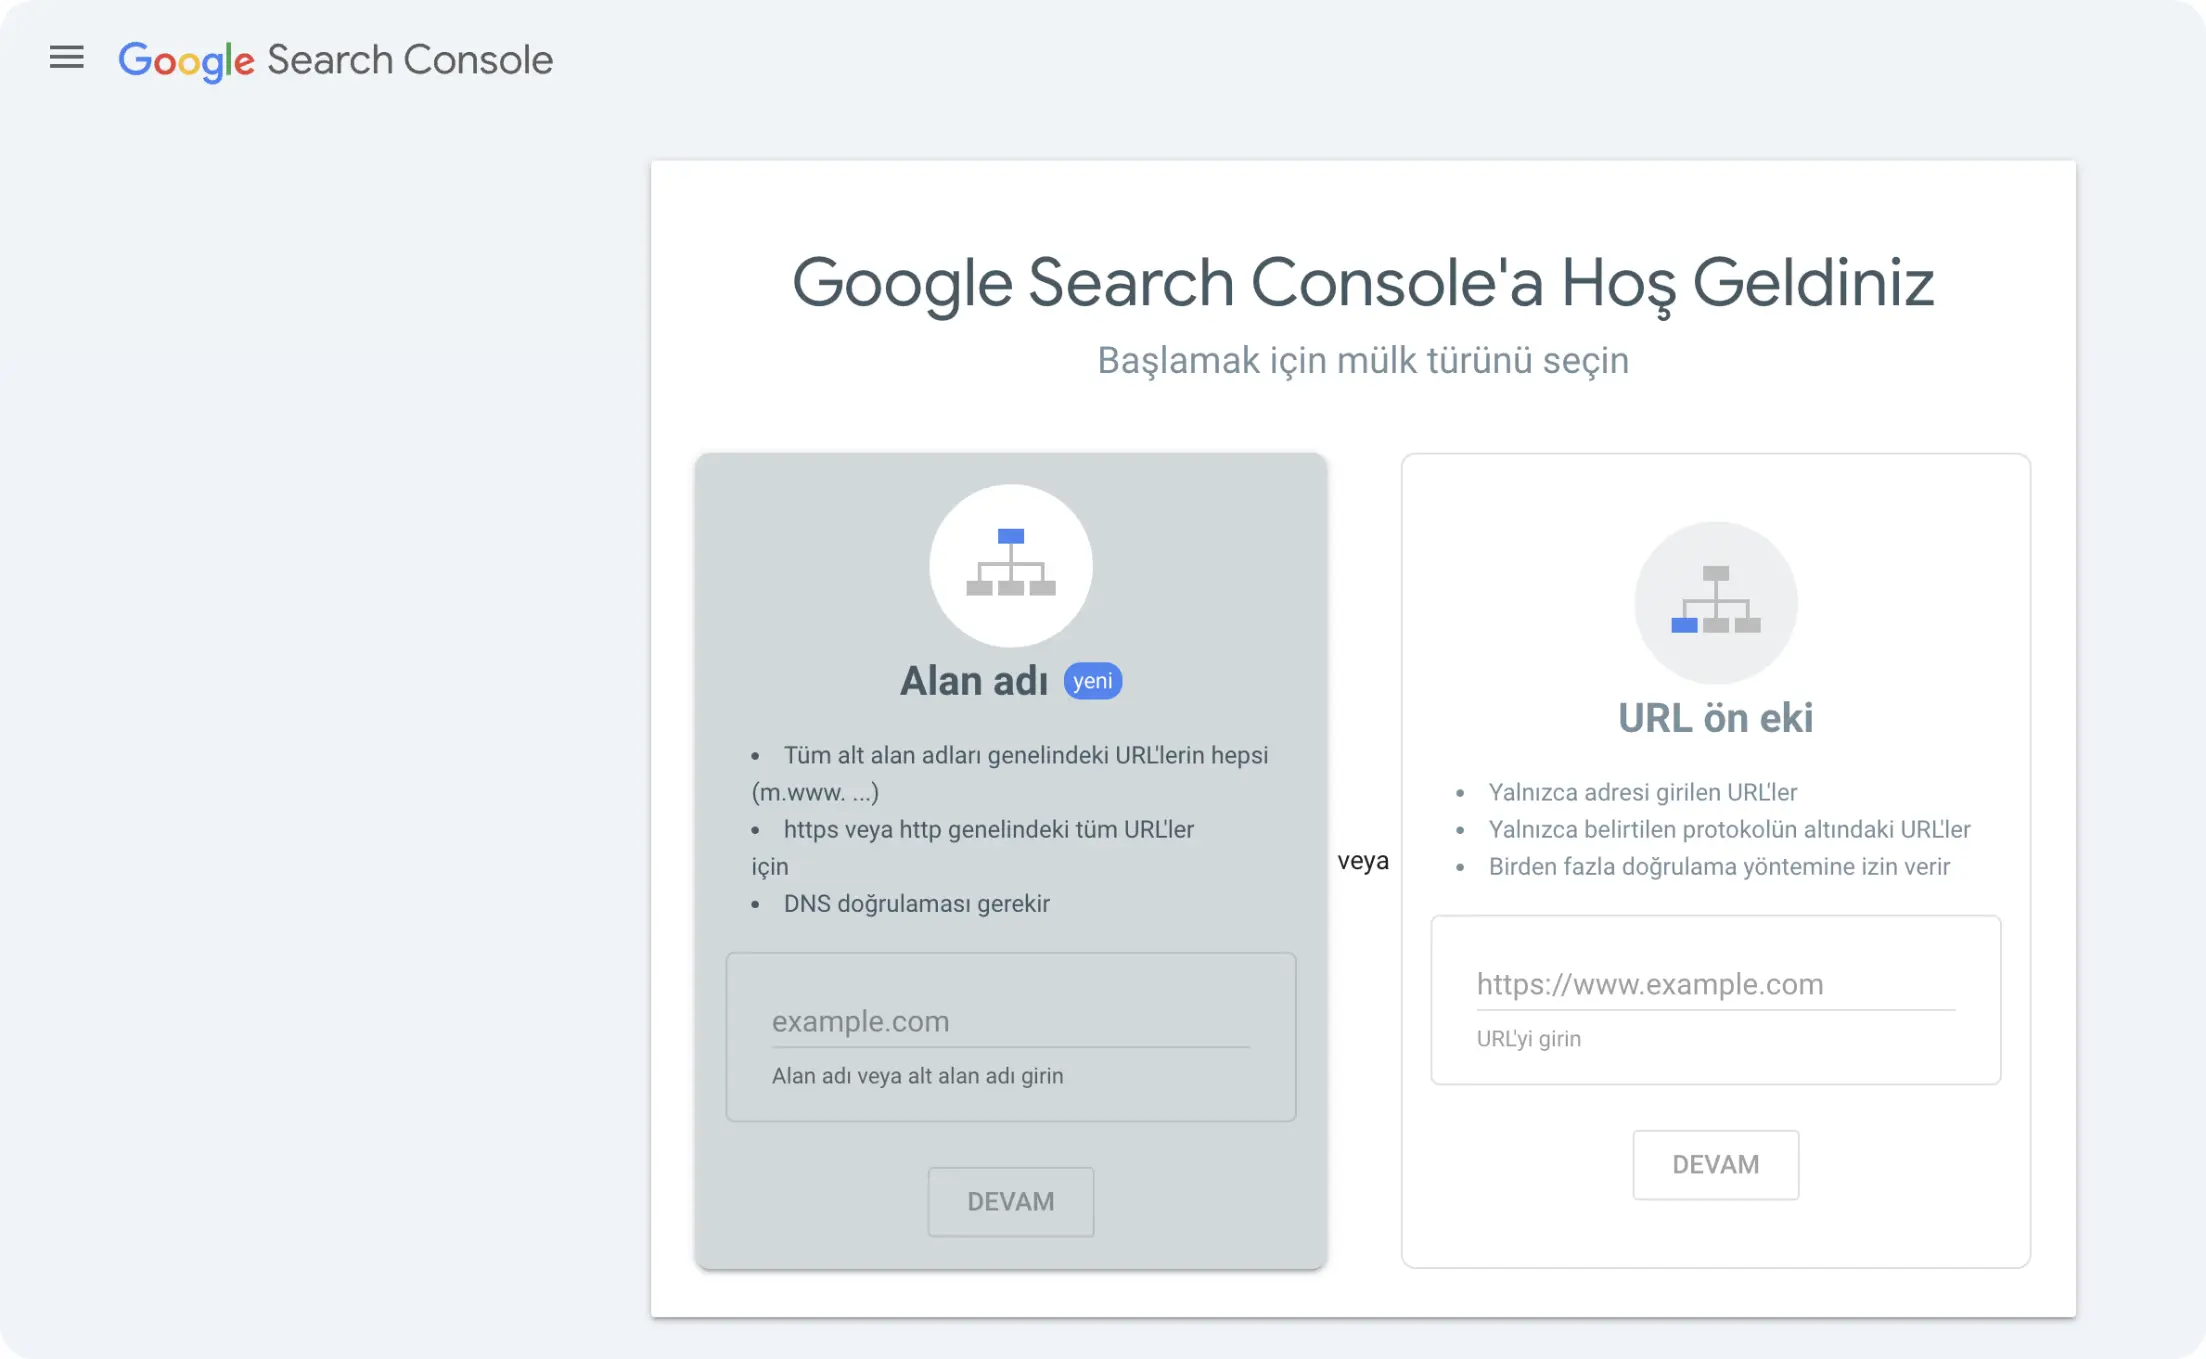 Google Search Console
Google Search Console'a Hoş Geldiniz
Başlamak için mülk türünü seçin
Alan adı yeni
• Tüm alt alan adları genelindeki URL'lerin hepsi
(m.www. ...)
• https veya http genelindeki tüm URL'ler
için
• DNS doğrulaması gerekir
example.com
Alan adı veya alt alan adı girin
DEVAM
veya
URL ön eki
• Yalnızca adresi girilen URL'ler
• Yalnızca belirtilen protokolün altındaki URL'ler
• Birden fazla doğrulama yöntemine izin verir
https://www.example.com
URL'yi girin
DEVAM